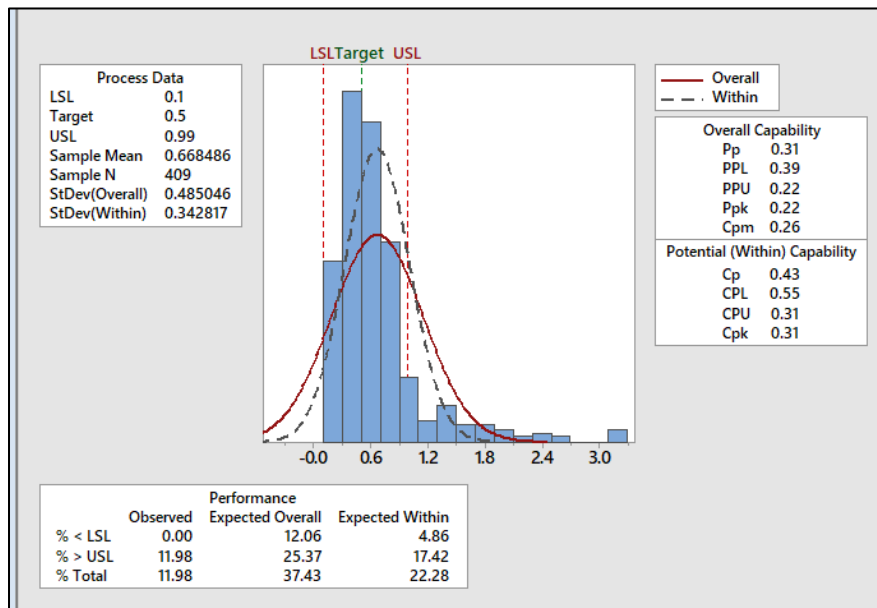 LSL Target USL
Process Data
LSL 0.1
Target 0.5
USL 0.99
Sample Mean 0.668486
Sample N 409
StDev(Overall) 0.485046
StDev(Within) 0.342817
Overall
Within
Overall Capability
Pp 0.31
PPL 0.39
PPU 0.22
Ppk 0.22
Cpm 0.26
Potential (Within) Capability
Cp 0.43
CPL 0.55
CPU 0.31
Cpk 0.31
-0.0 0.6 1.2 1.8 2.4 3.0
Performance
Observed Expected Overall Expected Within
% < LSL 0.00 12.06 4.86
% > USL 11.98 25.37 17.42
% Total 11.98 37.43 22.28